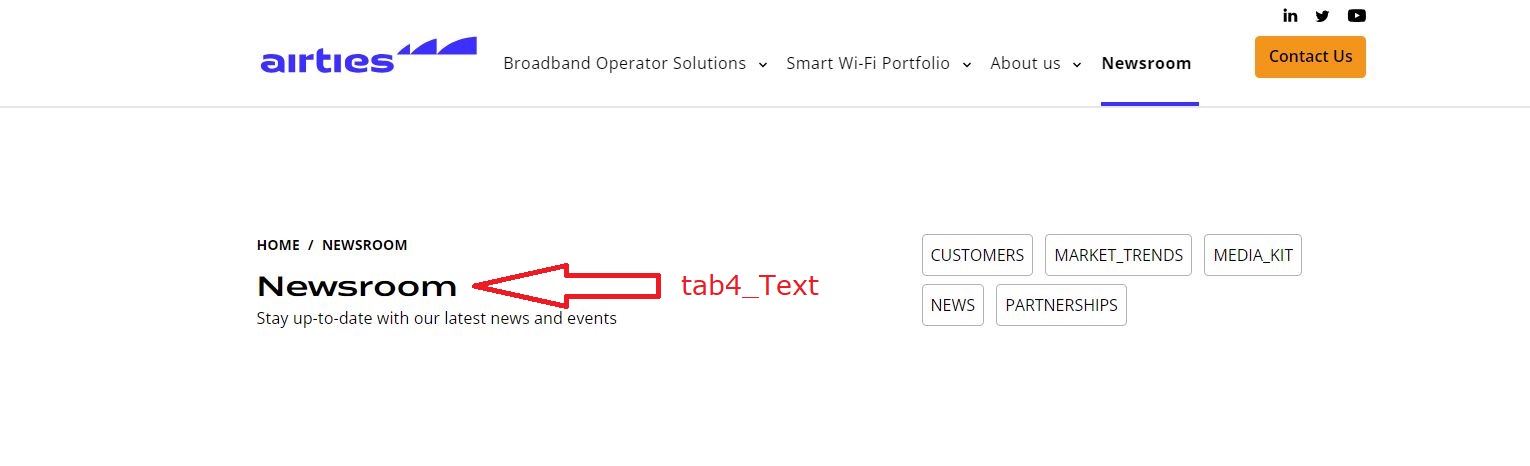 airties
Broadband Operator Solutions Smart Wi-Fi Portfolio About us Newsroom Contact Us
HOME / NEWSROOM
Newsroom
tab4_Text
Stay up-to-date with our latest news and events
CUSTOMERS MARKET_TRENDS MEDIA_KIT
NEWS PARTNERSHIPS